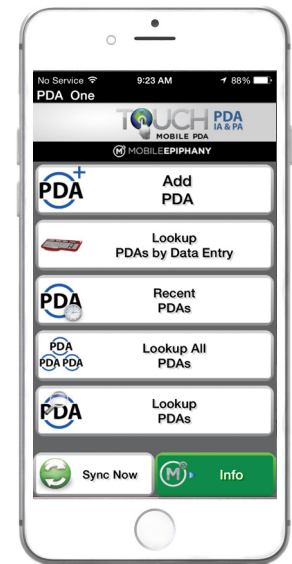 No Service 9:23 AM 88%
PDA One
TOUCH PDA
IA & PA
MOBILE PDA
M MOBILEEPIPHANY
PDA+
Add
PDA
Lookup
PDAs by Data Entry
PDA
Recent
PDAs
PDA
PDA PDA
Lookup All
PDAs
PDA
Lookup
PDAs
Sync Now
M
Info